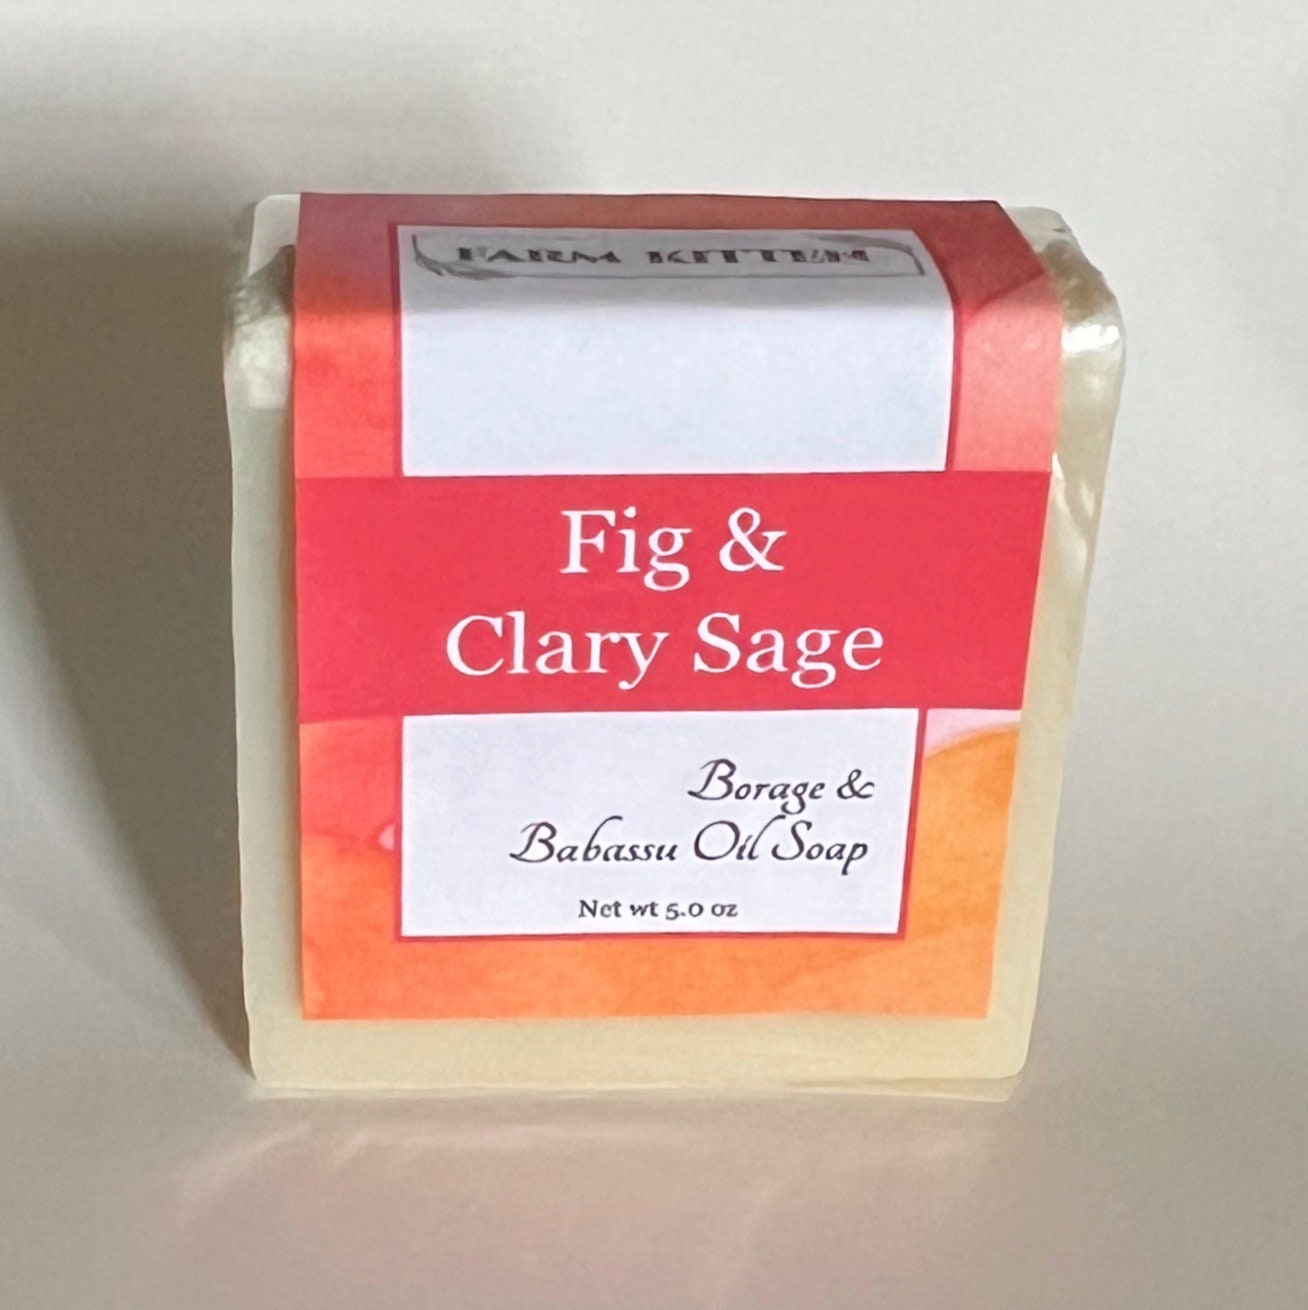 FARM KITTEN
Fig &
Clary Sage
Borage &
Babassu Oil Soap
Net wt 5.0 oz